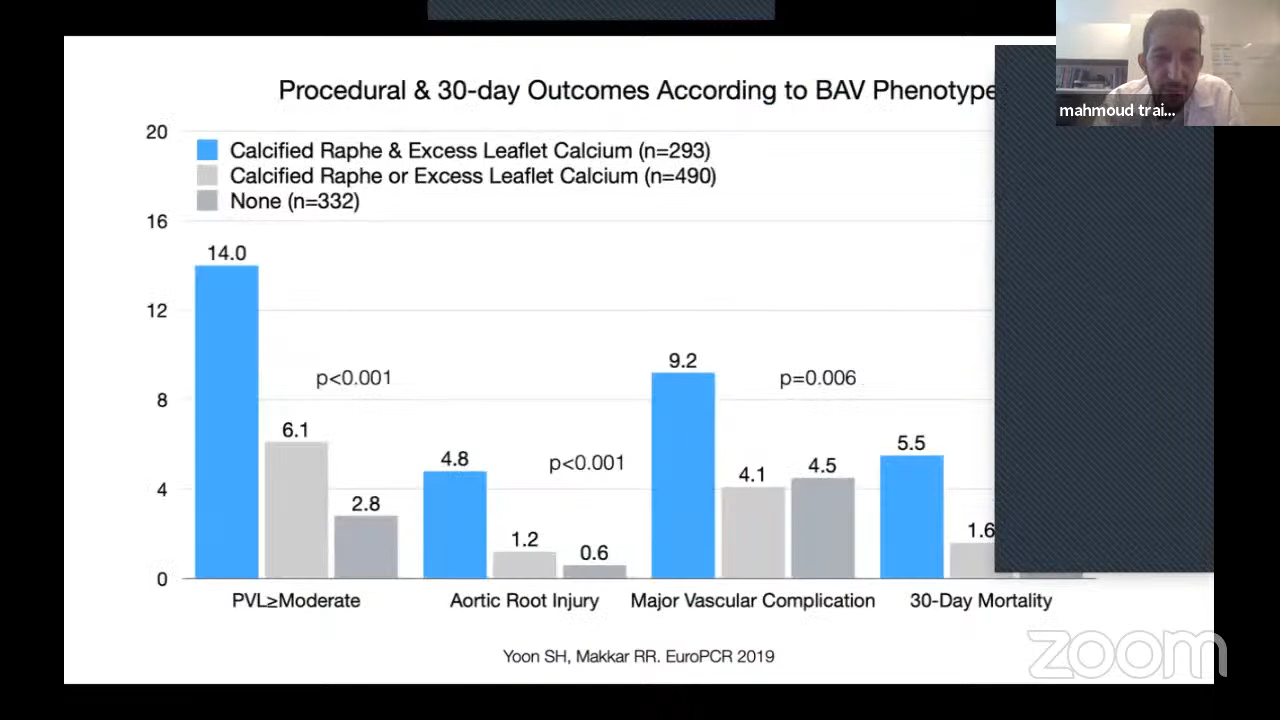 mahmoud trai...
Procedural & 30-day Outcomes According to BAV Phenotype
20
16
12
8
4
0
Calcified Raphe & Excess Leaflet Calcium (n=293)
Calcified Raphe or Excess Leaflet Calcium (n=490)
None (n=332)
14.0
6.1
2.8
p<0.001
4.8
1.2
0.6
p<0.001
9.2
4.1
4.5
p=0.006
5.5
1.6
PVL≥Moderate
Aortic Root Injury
Major Vascular Complication
30-Day Mortality
Yoon SH, Makkar RR. EuroPCR 2019
zoom